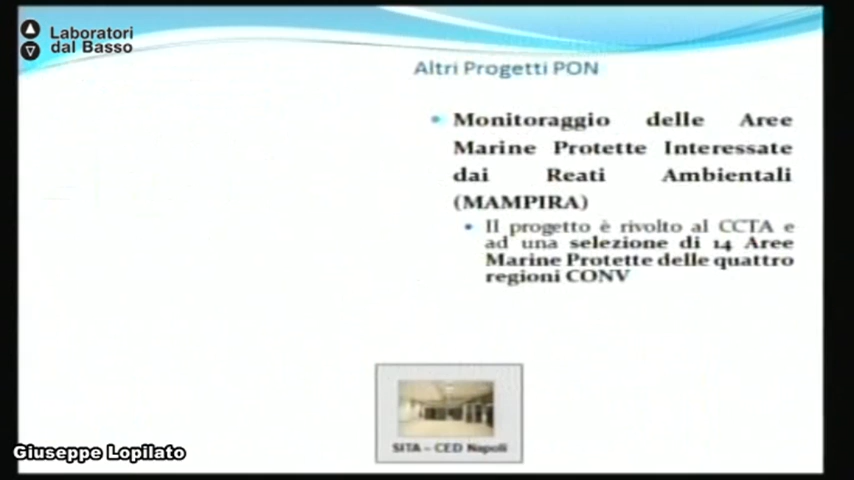 Laboratori
dal Basso
Altri Progetti PON
Monitoraggio delle Aree
Marine Protette Interessate
dai Reati Ambientali
(MAMPIRA)
Il progetto è rivolto al CCTA e
ad una selezione di 14 Aree
Marine Protette delle quattro
regioni CONV
SITA – CED Napoli
Giuseppe Lopilato